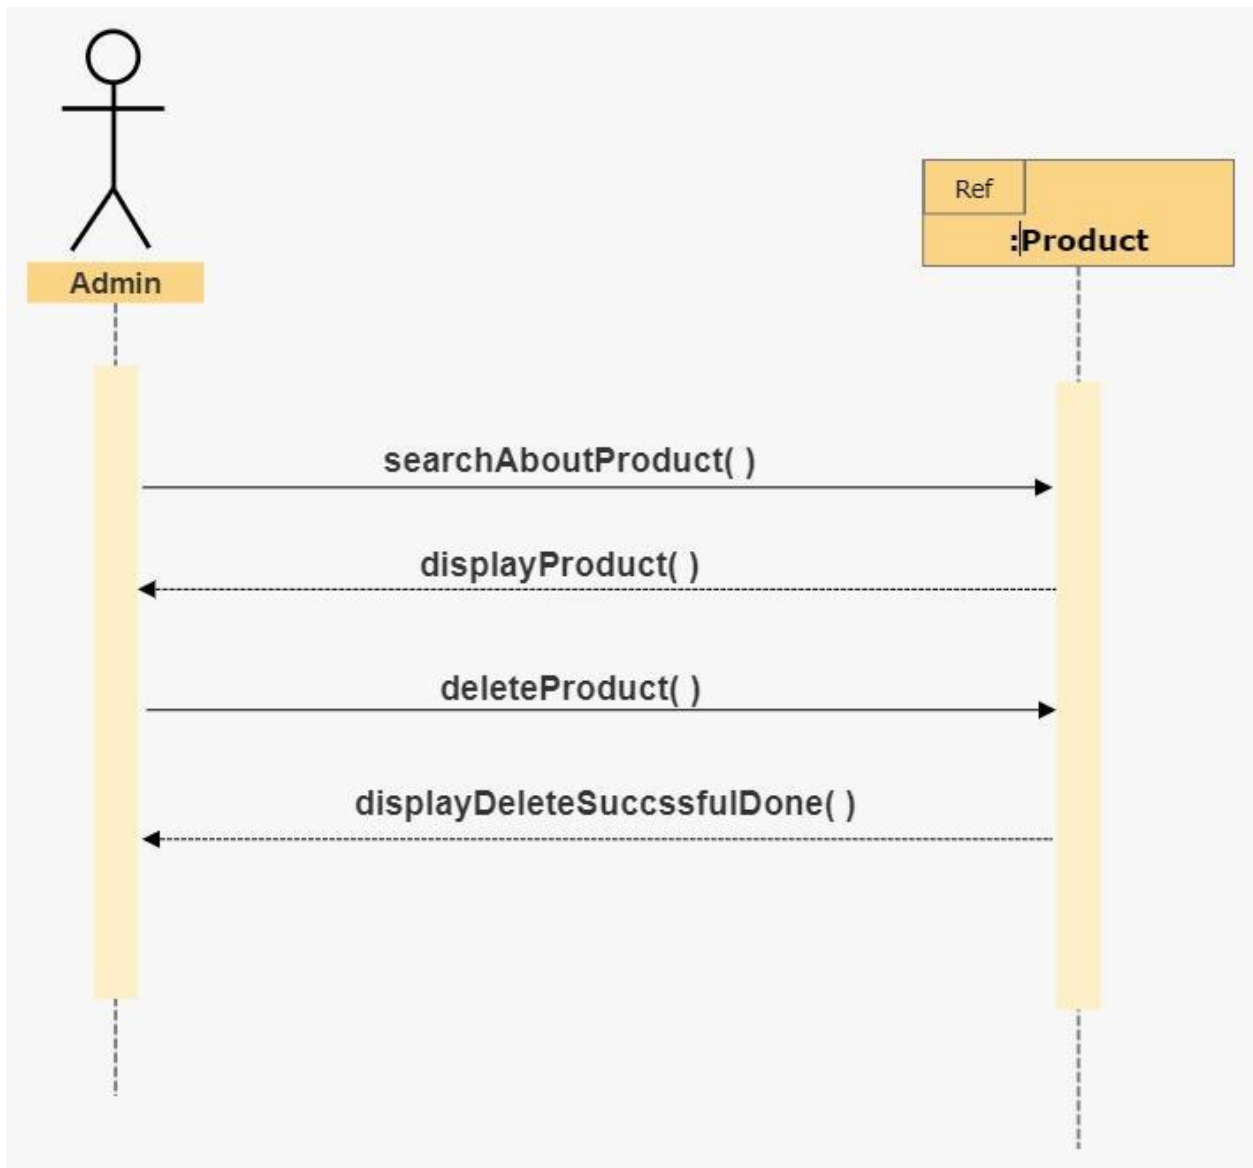 Ref
:Product
Admin
searchAboutProduct( )
displayProduct( )
deleteProduct( )
displayDeleteSuccssfulDone( )